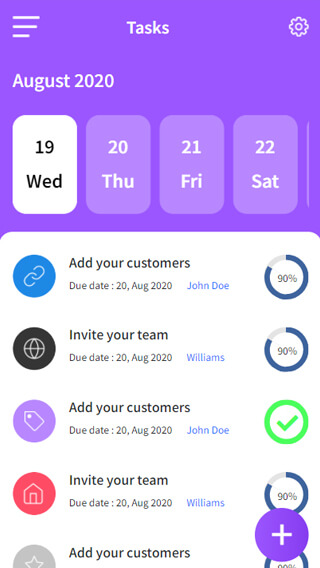 Tasks
August 2020
19 20 21 22
Wed Thu Fri Sat
Add your customers
Due date : 20, Aug 2020 John Doe
90%
Invite your team
Due date : 20, Aug 2020 Williams
90%
Add your customers
Due date : 20, Aug 2020 John Doe
Invite your team
Due date : 20, Aug 2020 Williams
90%
Add your customers